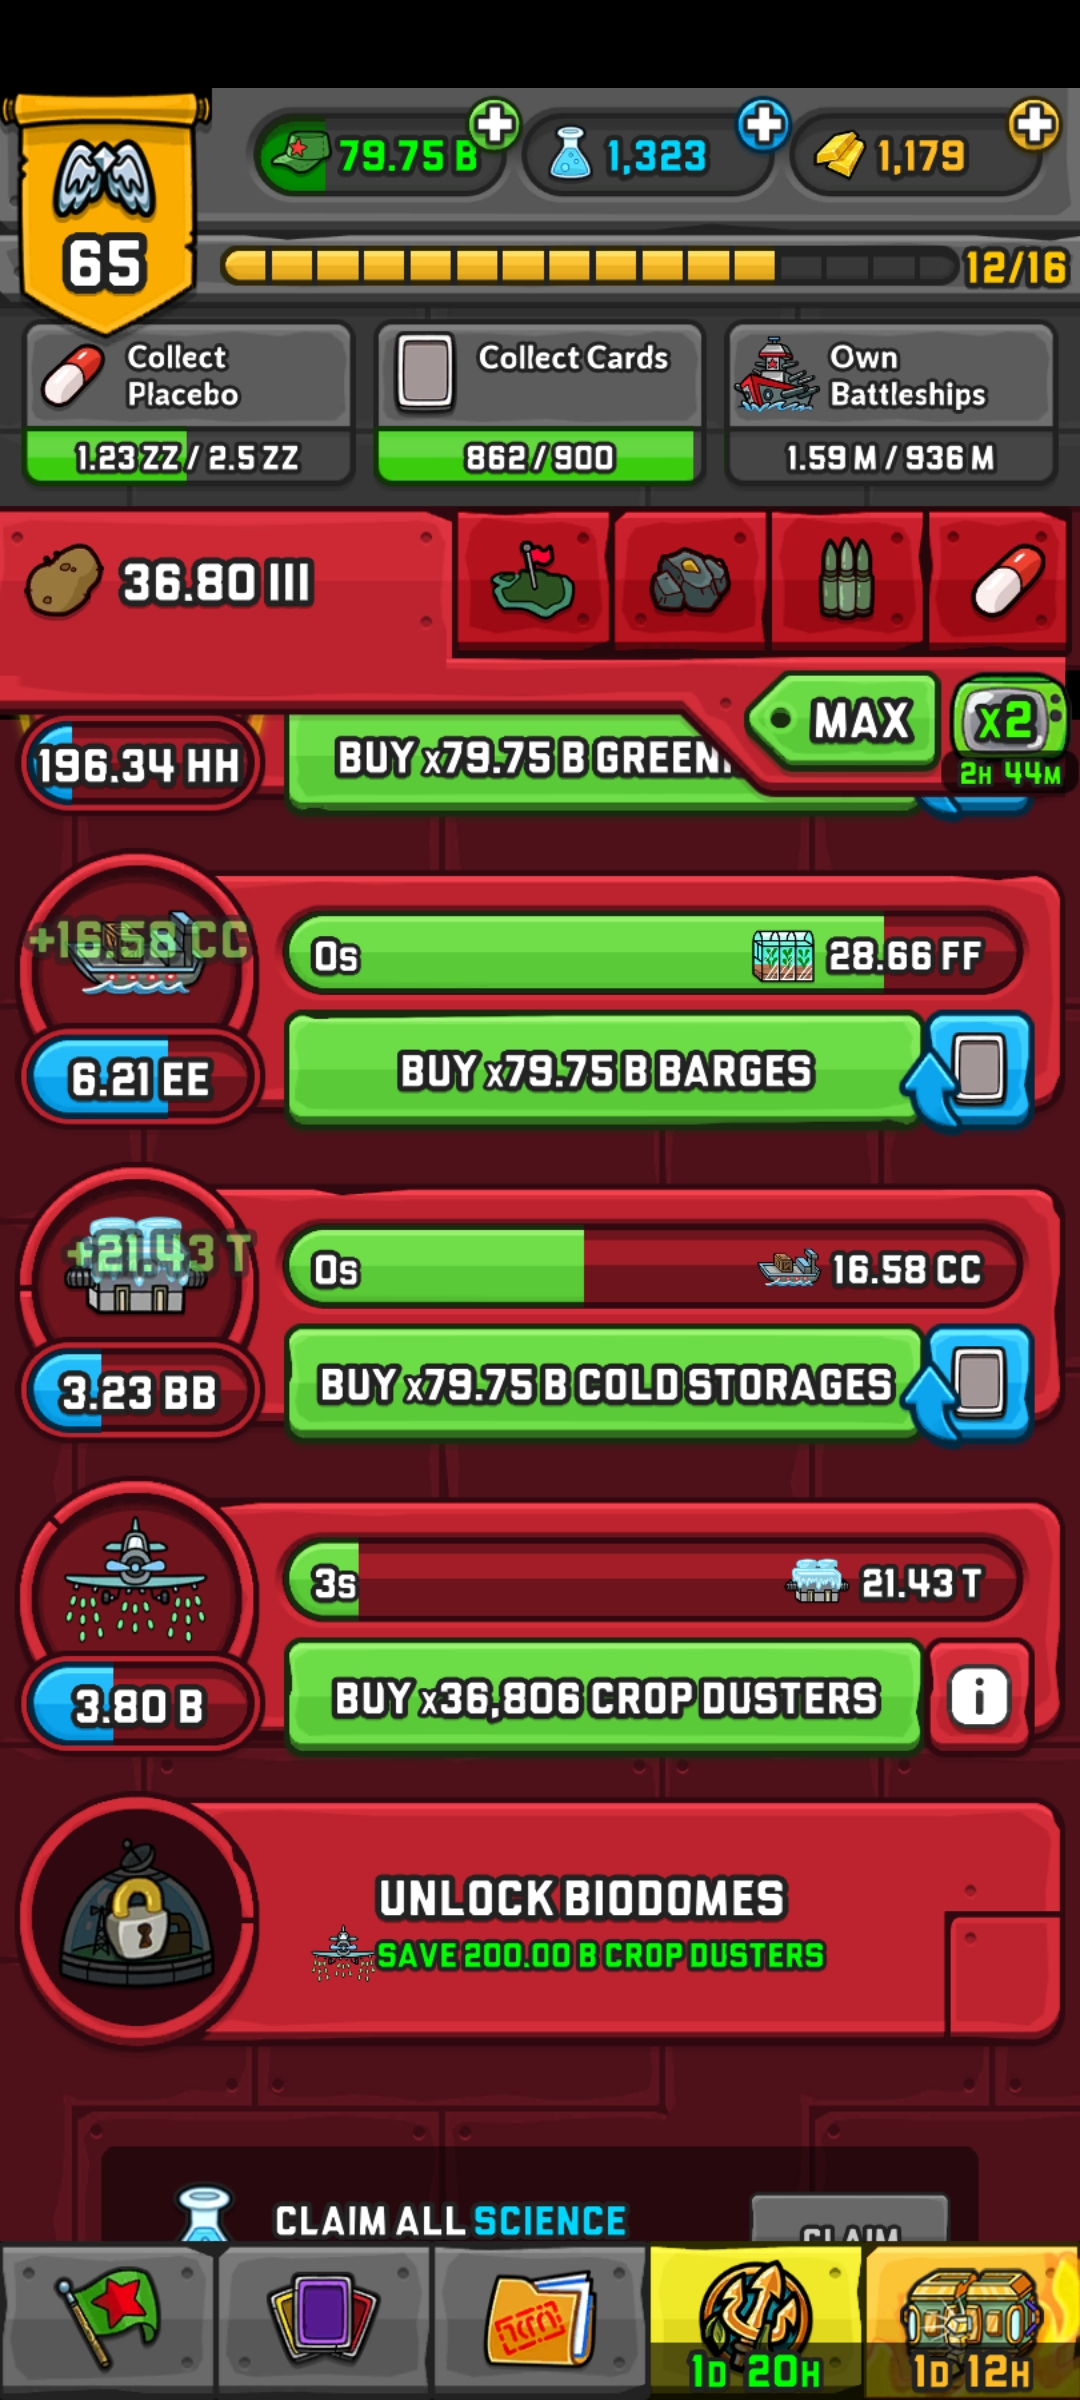 79.75 B
1,323
1,179
65
12/16
Collect
Placebo
Collect Cards
Own
Battleships
1.23 ZZ / 2.5 ZZ
862/900
1.59 M / 936 M
36.80 III
MAX
x2
2H 44M
196.34 HH
BUY x79.75 B
+16.58 CC
0s
28.66 FF
6.21 EE
BUY x79.75 B BARGES
+21.43 T
0s
16.58 CC
3.23 BB
BUY x79.75 B COLD STORAGES
3s
21.43 T
3.80 B
BUY x36,806 CROP DUSTERS
i
UNLOCK BIODOMES
SAVE 200.00 B CROP DUSTERS
CLAIM ALL SCIENCE
CLAIM
1D 20H
1D 12H